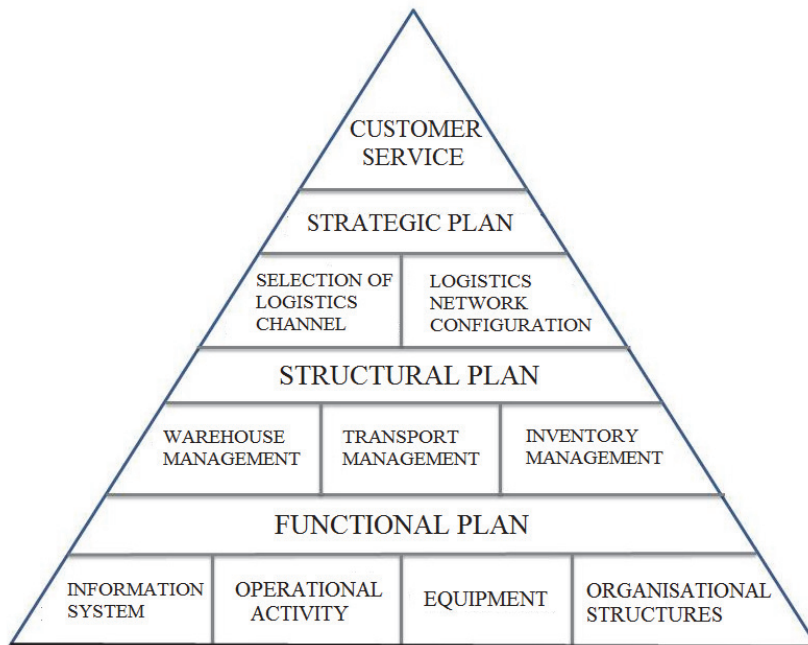 CUSTOMER
SERVICE
STRATEGIC PLAN
SELECTION OF
LOGISTICS
CHANNEL
LOGISTICS
NETWORK
CONFIGURATION
STRUCTURAL PLAN
WAREHOUSE
MANAGEMENT
TRANSPORT
MANAGEMENT
INVENTORY
MANAGEMENT
FUNCTIONAL PLAN
INFORMATION
SYSTEM
OPERATIONAL
ACTIVITY
EQUIPMENT
ORGANISATIONAL
STRUCTURES